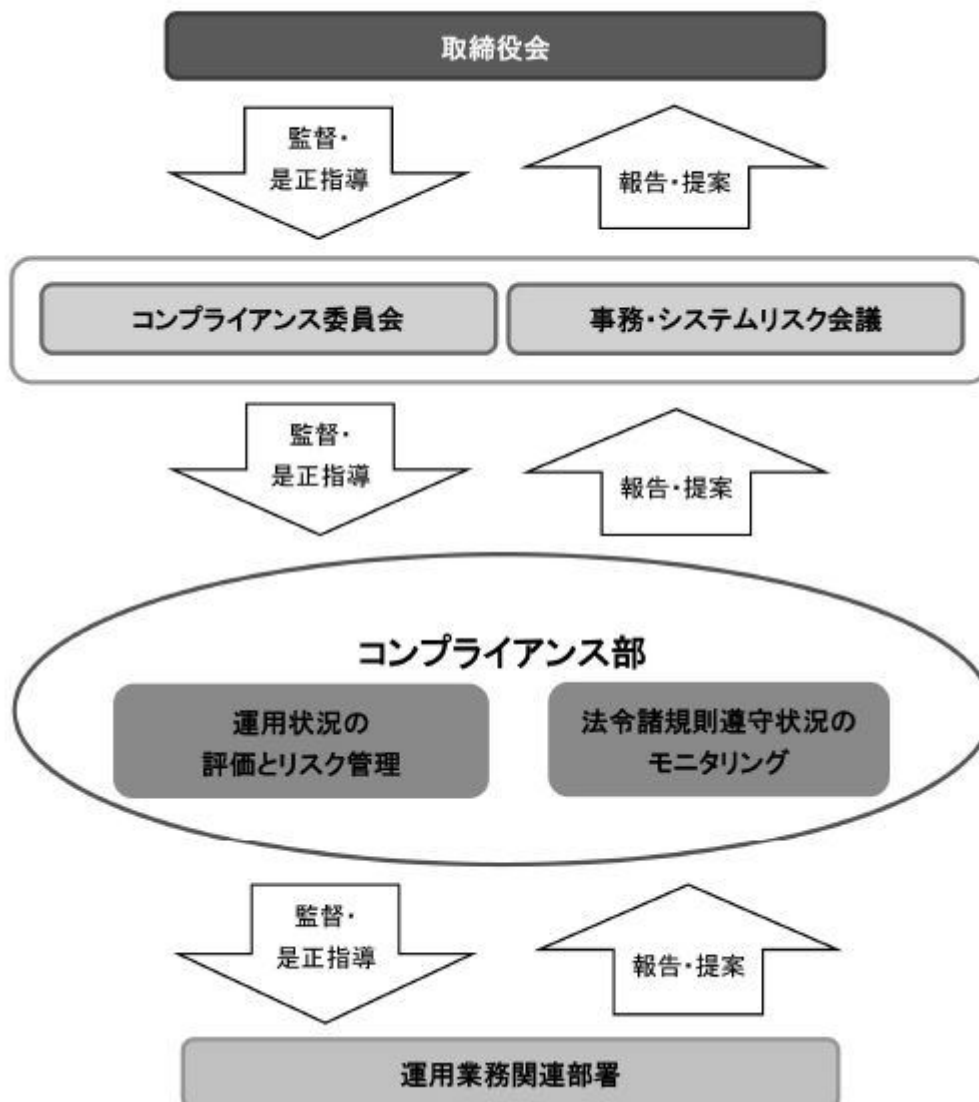 取締役会
監督・
是正指導
報告・提案
コンプライアンス委員会
事務・システムリスク会議
監督・
是正指導
報告・提案
コンプライアンス部
運用状況の
評価とリスク管理
法令諸規則遵守状況の
モニタリング
監督・
是正指導
報告・提案
運用業務関連部署